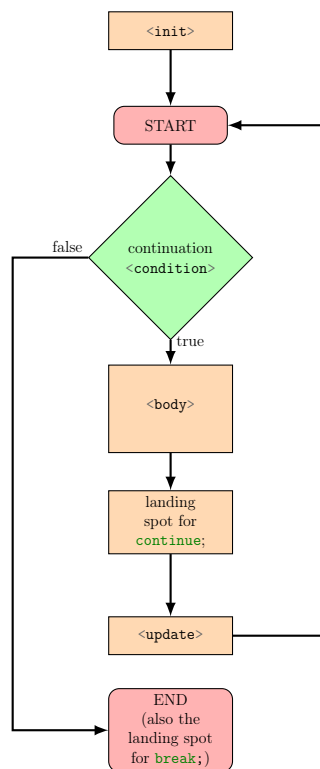 <init>
START
continuation
<condition>
false
true
<body>
landing
spot for
continue;
<update>
END
(also the
landing spot
for break;)